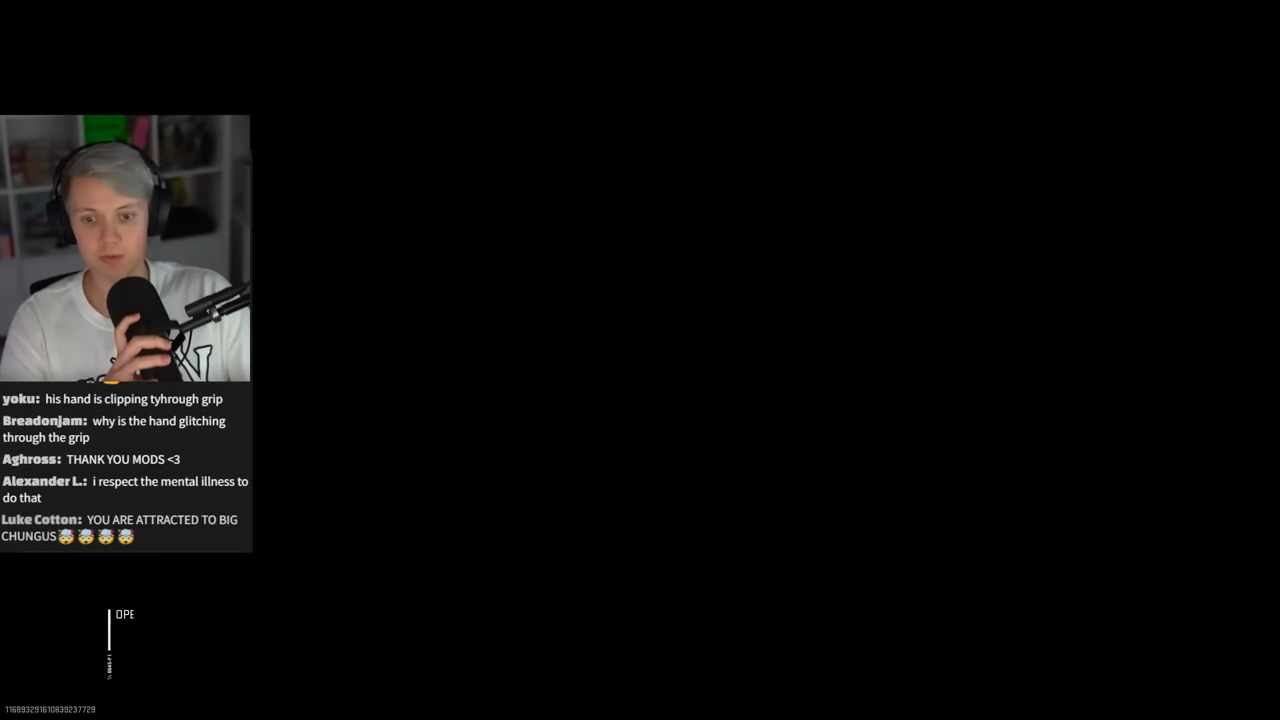 yoku: his hand is clipping tyhrough grip
Breadonjam: why is the hand glitching
through the grip
Aghross: THANK YOU MODS <3
Alexander L.: i respect the mental illness to
do that
Luke Cotton: YOU ARE ATTRACTED TO BIG
CHUNGUS🤯 🤯 🤯 🤯
OPE
116893291610839237729